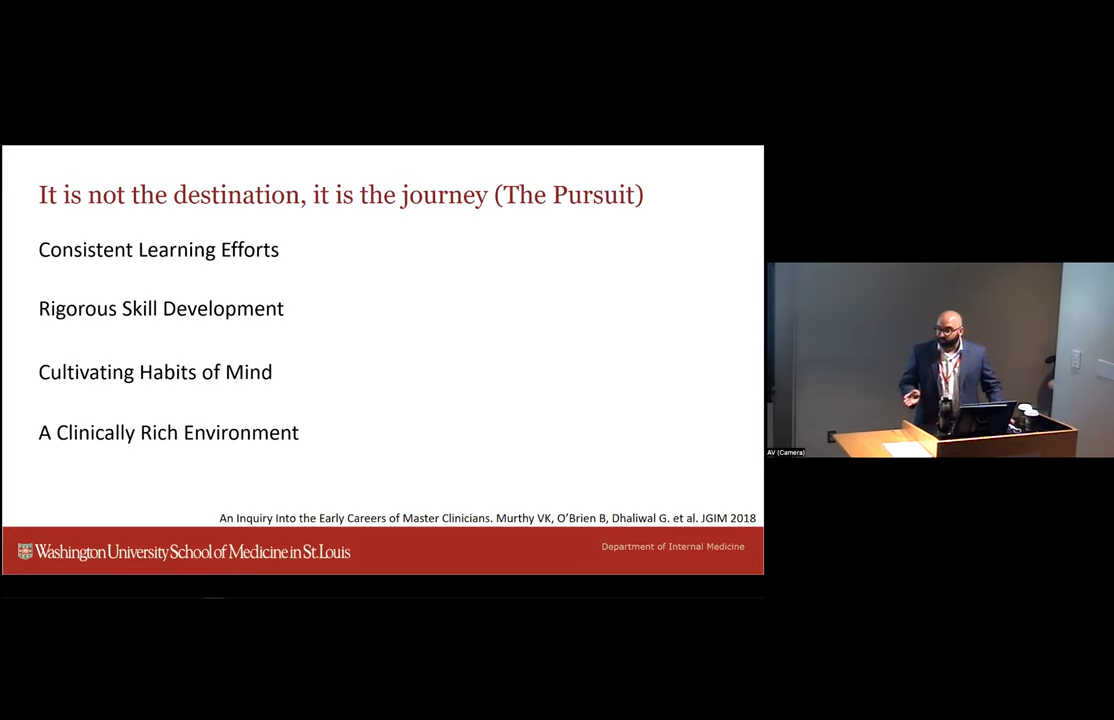 It is not the destination, it is the journey (The Pursuit)
Consistent Learning Efforts
Rigorous Skill Development
Cultivating Habits of Mind
A Clinically Rich Environment
An Inquiry Into the Early Careers of Master Clinicians. Murthy VK, O’Brien B, Dhaliwal G. et al. JGIM 2018
Washington University School of Medicine in St. Louis
Department of Internal Medicine
AV (Camera)